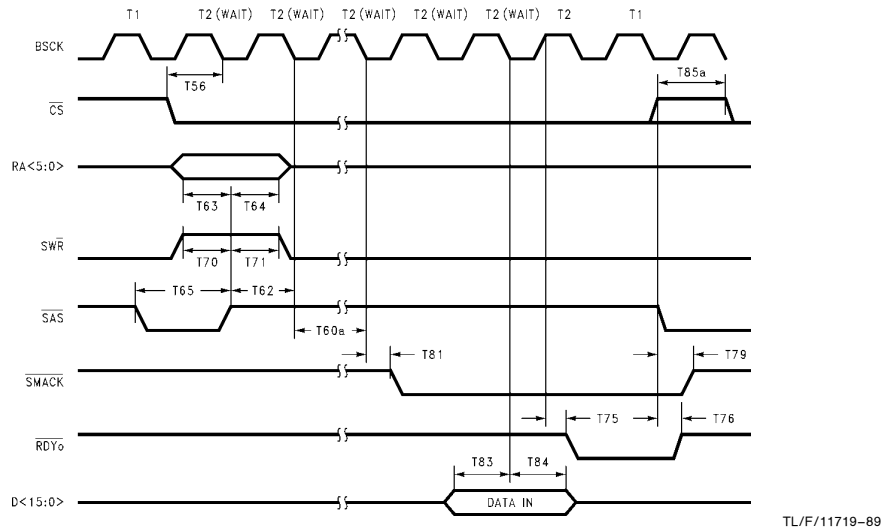 T1 T2 (WAIT) T2 (WAIT) T2 (WAIT) T2 (WAIT) T2 (WAIT) T2 T1
BSCK
T56
T85a
CS
RA<5:0>
T63 T64
SWR
T70 T71
T65 T62
SAS
T60a
T81
T79
SMACK
T75
T76
RDYo
T83 T84
D<15:0>
DATA IN
TL/F/11719-89